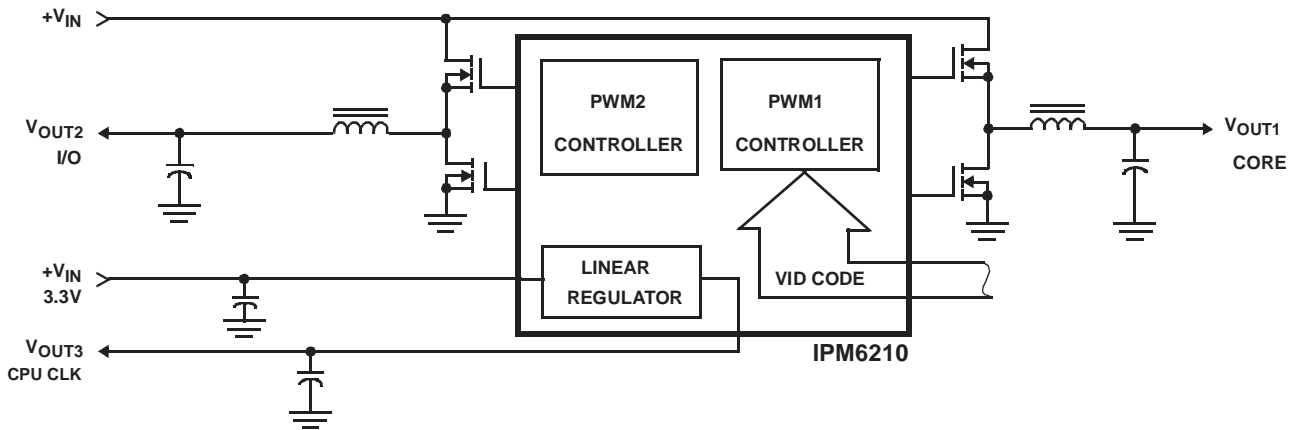 +VIN
PWM2
CONTROLLER
PWM1
CONTROLLER
VOUT2
I/O
VOUT1
CORE
+VIN
3.3V
LINEAR
REGULATOR
VID CODE
VOUT3
CPU CLK
IPM6210